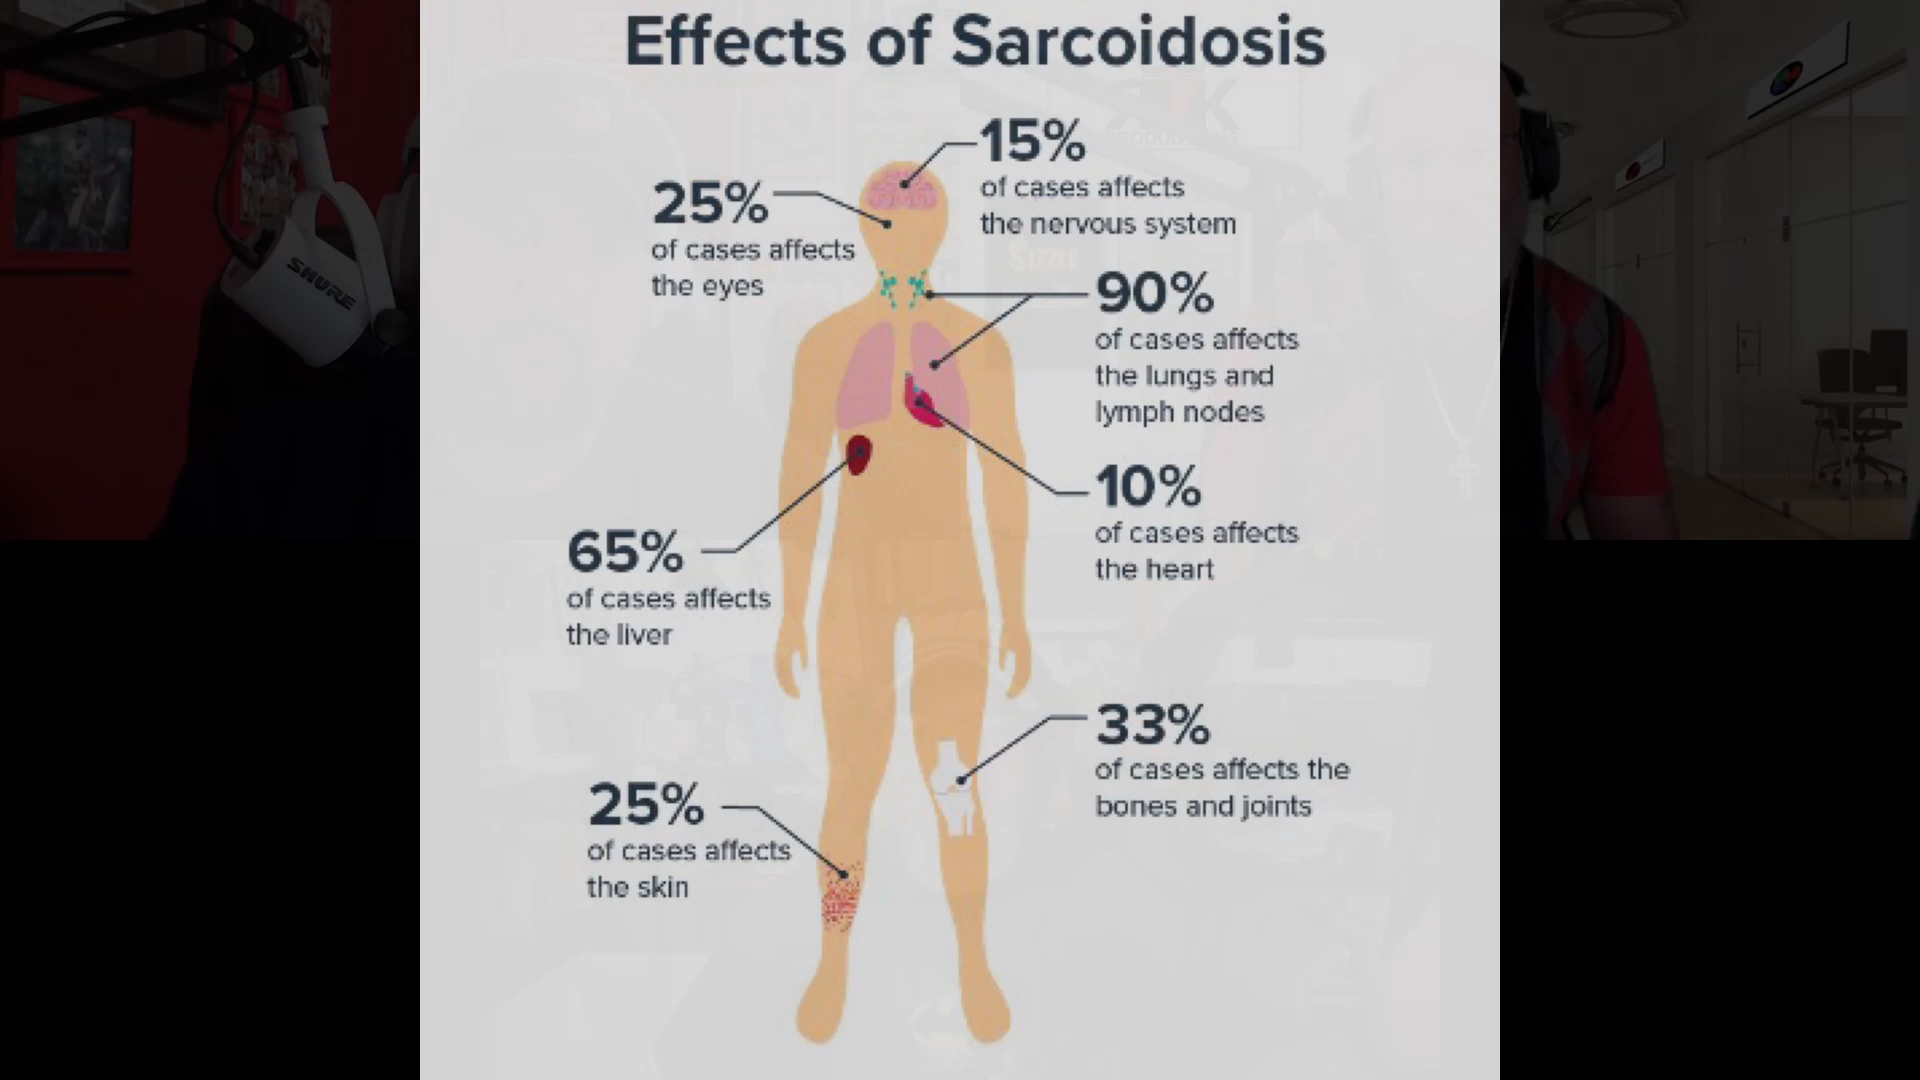 Effects of Sarcoidosis
15%
of cases affects
the nervous system
25%
of cases affects
the eyes
90%
of cases affects
the lungs and
lymph nodes
10%
of cases affects
the heart
65%
of cases affects
the liver
33%
of cases affects the
bones and joints
25%
of cases affects
the skin
SHURE
SIZZLE